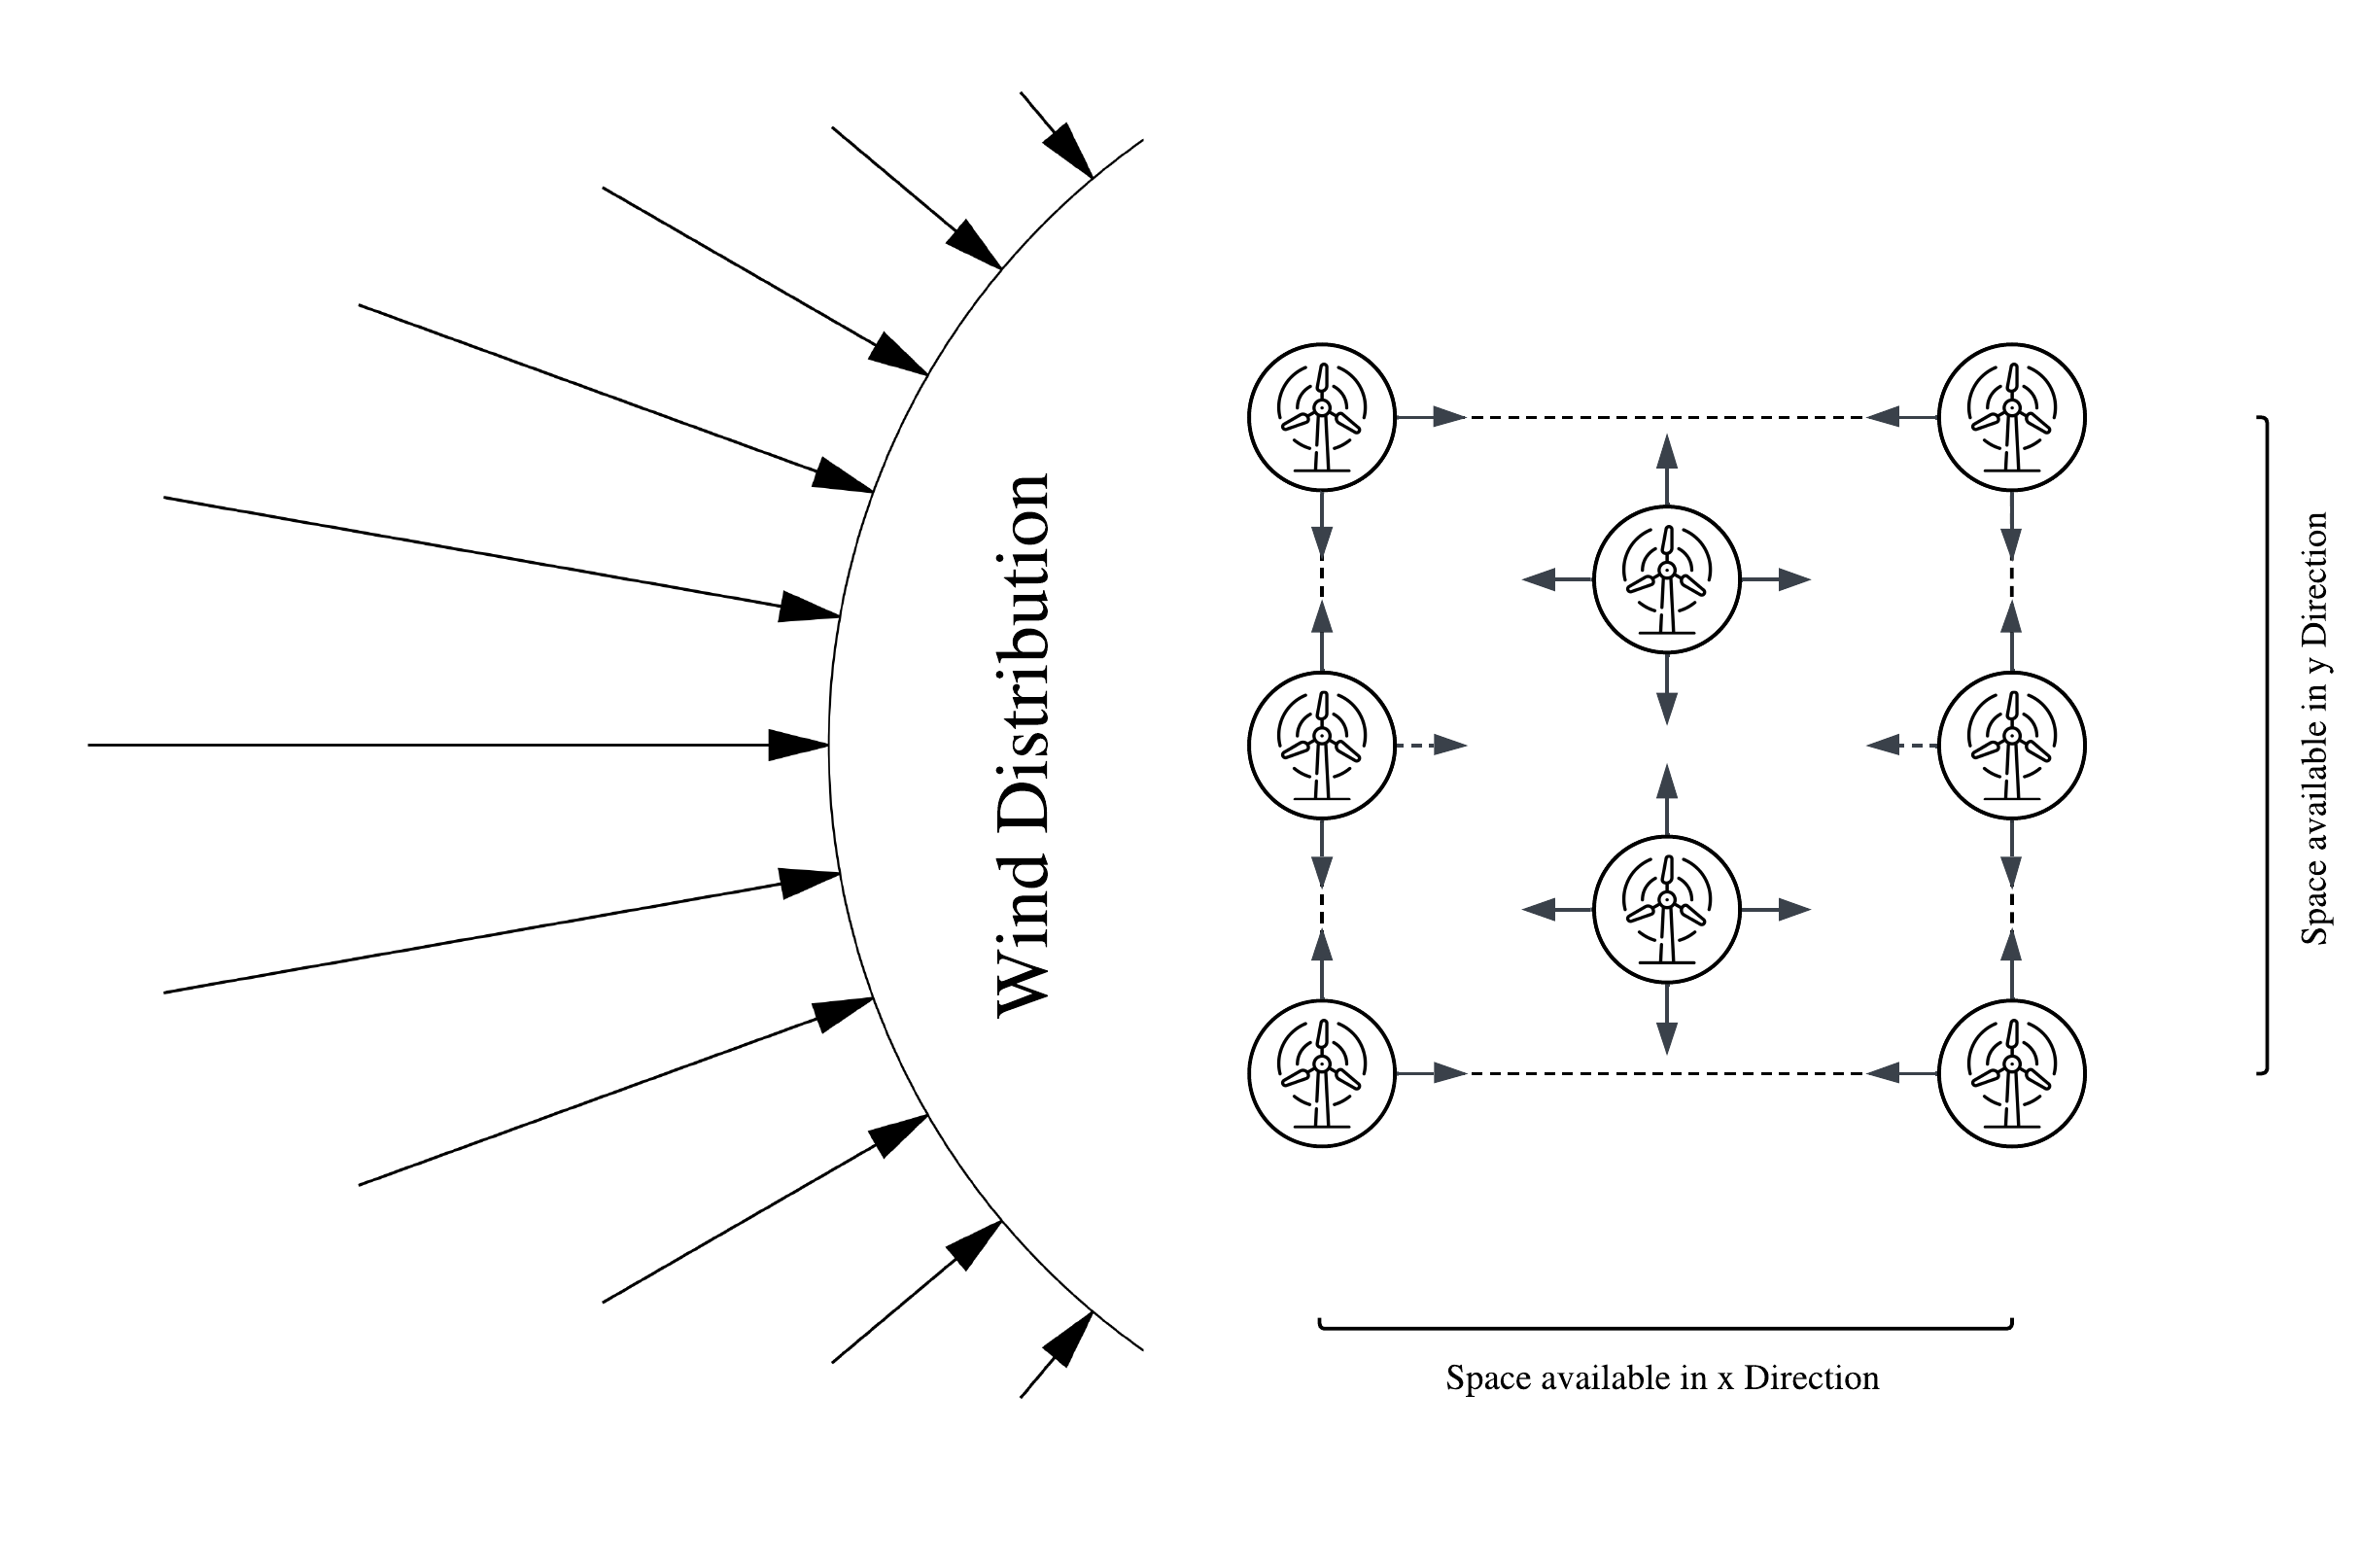 Wind Distribution
Space available in y Direction
Space available in x Direction